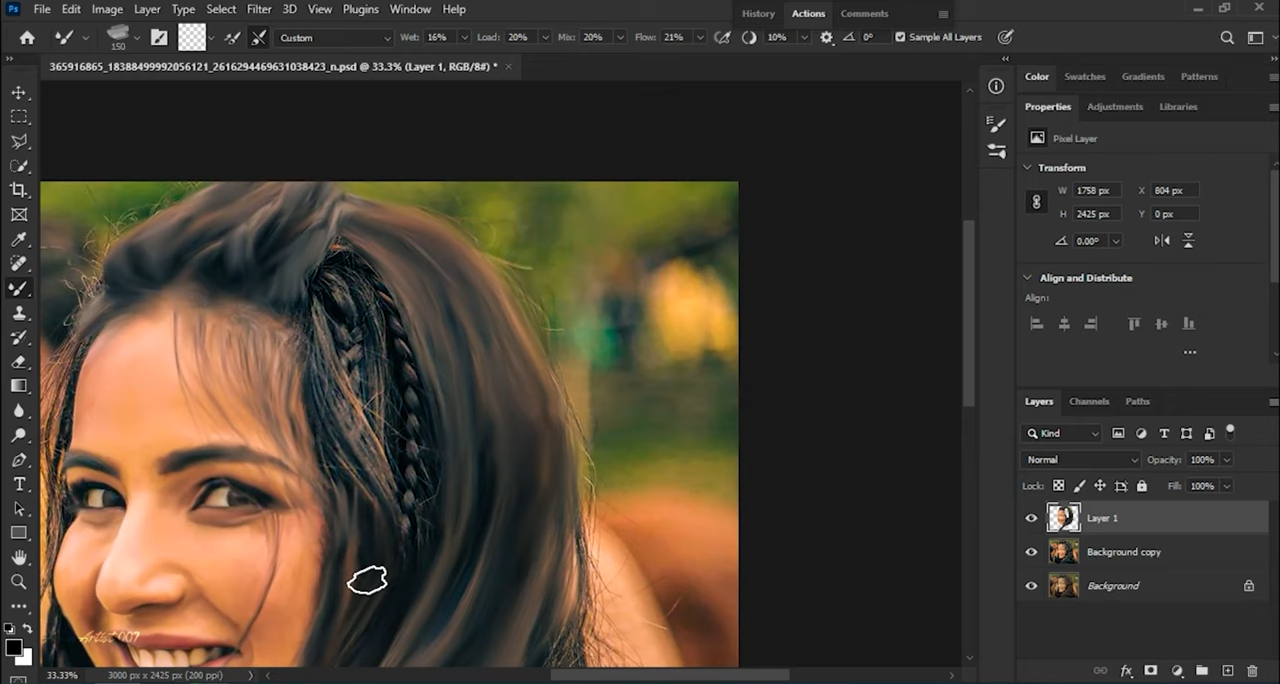 Ps File Edit Image Layer Type Select Filter 3D View Plugins Window Help
History Actions Comments
150 Custom Wet: 16% Load: 20% Mix: 20% Flow: 21% 10% 0° Sample All Layers
365916865_18388499992056121_2616294469631038423_n.psd @ 33.3% (Layer 1, RGB/8#) *
Color Swatches Gradients Patterns
Properties Adjustments Libraries
Pixel Layer
Transform
W 1758 px X 804 px
H 2425 px Y 0 px
0.00°
Align and Distribute
Align:
Layers Channels Paths
Kind
Normal Opacity: 100%
Lock: Fill: 100%
Layer 1
Background copy
Background
Artist 007
33.33% 3000 px x 2425 px (200 ppi)